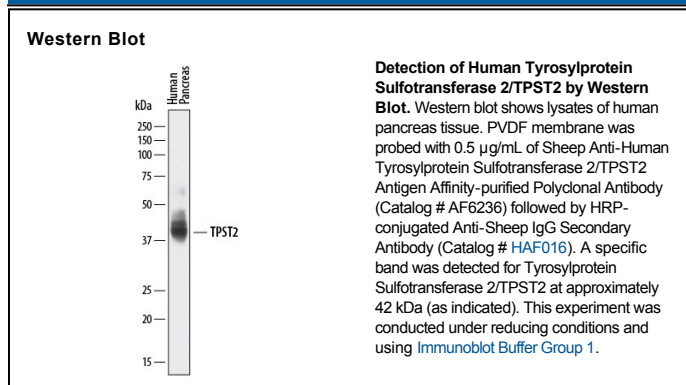 Western Blot
Human
Pancreas
kDa
250
150
100
75
50
37
TPST2
25
20
15
Detection of Human Tyrosylprotein
Sulfotransferase 2/TPST2 by Western
Blot. Western blot shows lysates of human
pancreas tissue. PVDF membrane was
probed with 0.5 µg/mL of Sheep Anti-Human
Tyrosylprotein Sulfotransferase 2/TPST2
Antigen Affinity-purified Polyclonal Antibody
(Catalog # AF6236) followed by HRP-
conjugated Anti-Sheep IgG Secondary
Antibody (Catalog # HAF016). A specific
band was detected for Tyrosylprotein
Sulfotransferase 2/TPST2 at approximately
42 kDa (as indicated). This experiment was
conducted under reducing conditions and
using Immunoblot Buffer Group 1.